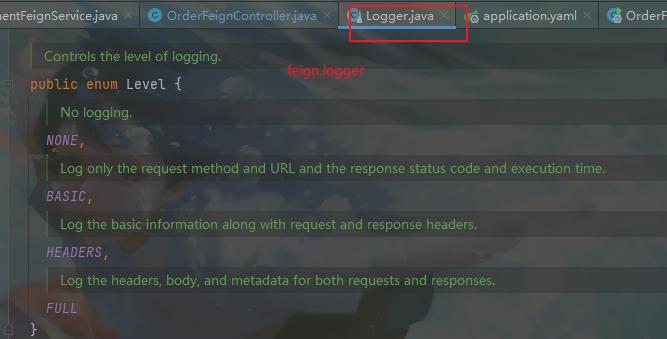 mentFeignService.java × OrderFeignController.java × Logger.java × application.yaml × OrderF
Controls the level of logging.
feign.logger
public enum Level {
No logging.
NONE,
Log only the request method and URL and the response status code and execution time.
BASIC,
Log the basic information along with request and response headers.
HEADERS,
Log the headers, body, and metadata for both requests and responses.
FULL
}